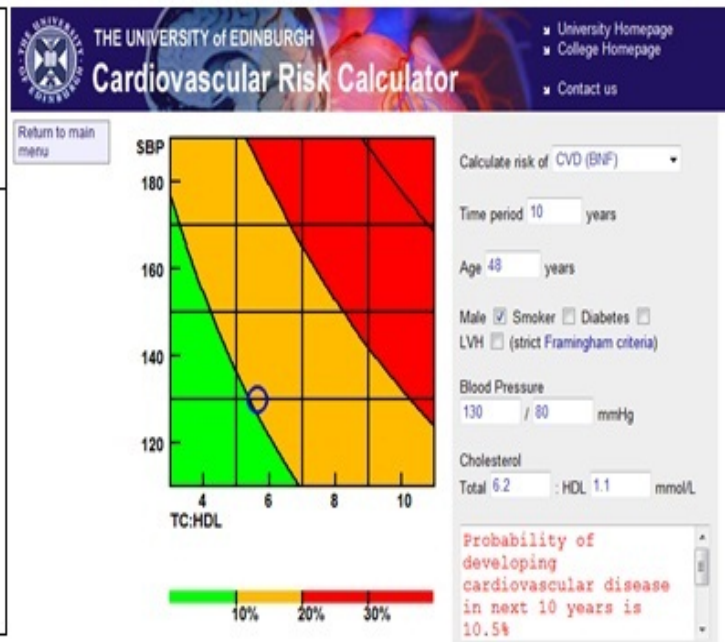 THE UNIVERSITY of EDINBURGH
Cardiovascular Risk Calculator
University Homepage
College Homepage
Contact us
Return to main
menu
SBP
180
160
140
120
4 6 8 10
TC:HDL
10% 20% 30%
Calculate risk of CVD (BNF)
Time period 10 years
Age 48 years
Male Smoker Diabetes
LVH (strict Framingham criteria)
Blood Pressure
130 / 80 mmHg
Cholesterol
Total 6.2 : HDL 1.1 mmol/L
Probability of
developing
cardiovascular disease
in next 10 years is
10.5%